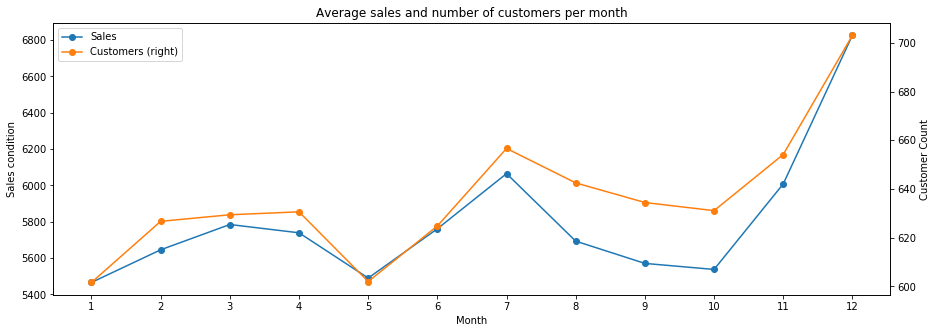 Average sales and number of customers per month
Sales
Customers (right)
6800
6600
6400
6200
6000
5800
5600
5400
Sales condition
700
680
660
640
620
600
Customer Count
1 2 3 4 5 6 7 8 9 10 11 12
Month